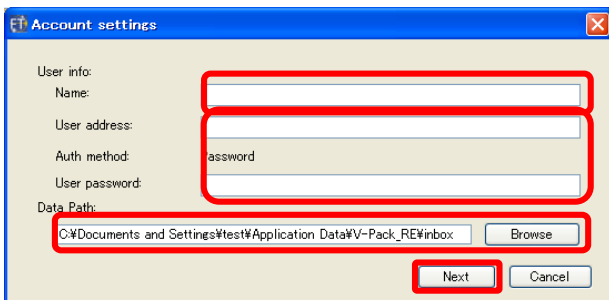 Account settings
User info:
Name:
User address:
Auth method: Password
User password:
Data Path:
C:¥Documents and Settings¥test¥Application Data¥V-Pack_RE¥inbox Browse
Next Cancel